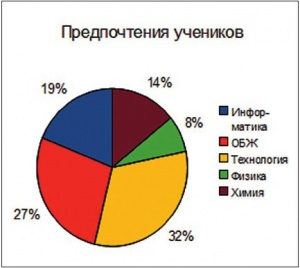 Предпочтения учеников
19%
14%
8%
27%
32%
Инфор-
матика
ОБЖ
Технология
Физика
Химия